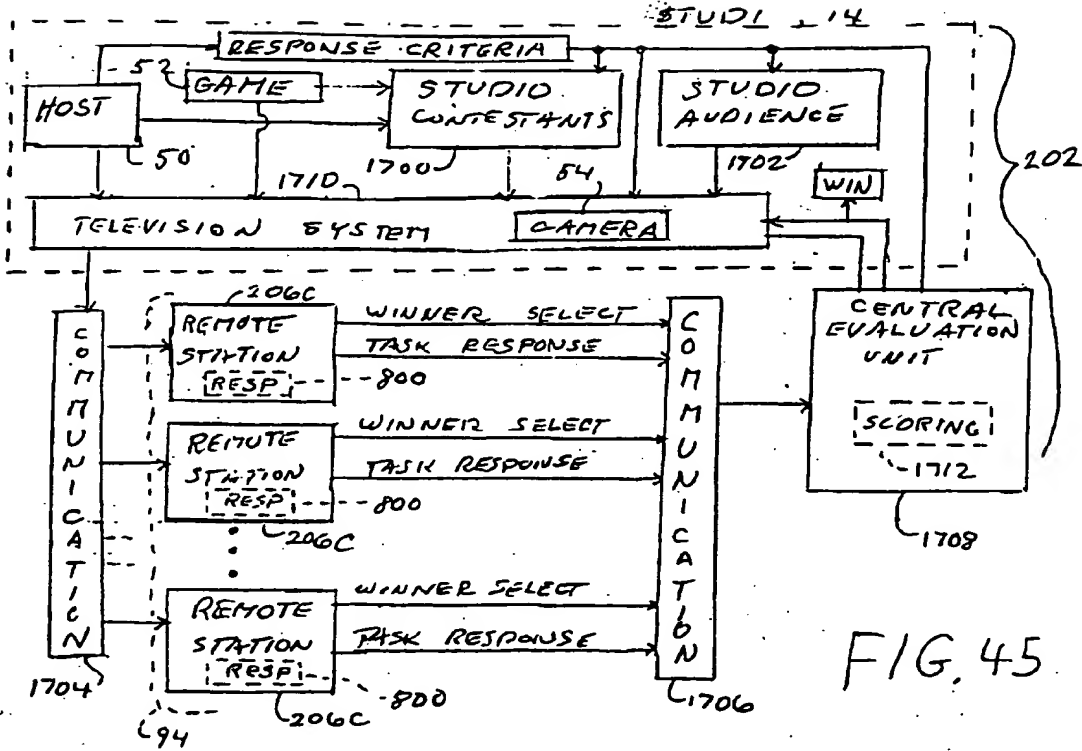 STUDI 14
RESPONSE CRITERIA
52
GAME
HOST
50
STUDIO
CONTESTANTS
1700
STUDIO
AUDIENCE
1702
202
WIN
1710
54
TELEVISION SYSTEM
CAMERA
206C
REMOTE
STATION
RESP
800
WINNER SELECT
TASK RESPONSE
REMOTE
STATION
RESP
800
206C
WINNER SELECT
TASK RESPONSE
REMOTE
STATION
RESP
800
206C
WINNER SELECT
TASK RESPONSE
COMMUNICATION
1704
94
COMMUNICATION
1706
CENTRAL
EVALUATION
UNIT
SCORING
1712
1708
FIG. 45